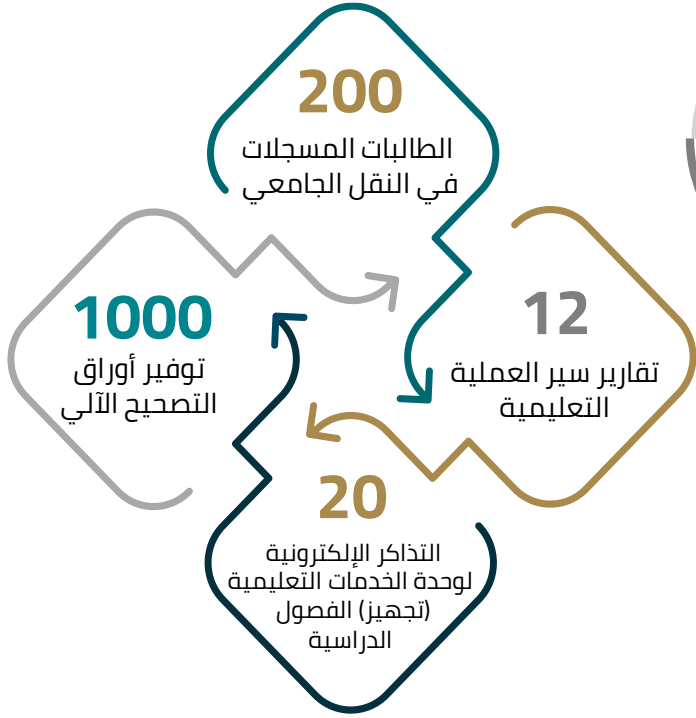 200
الطالبات المسجلات
في النقل الجامعي
12
تقارير سير العملية
التعليمية
1000
توفير أوراق
التصحيح الآلي
20
التذاكر الإلكترونية
لوحدة الخدمات التعليمية
(تجهيز) الفصول
الدراسية